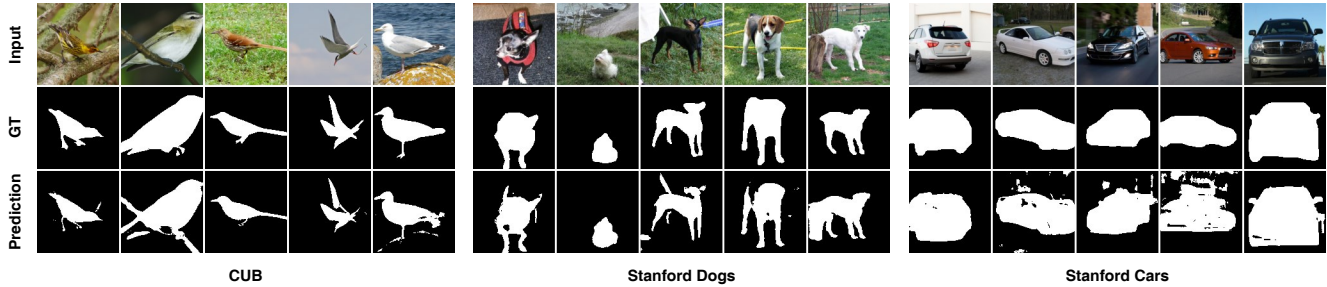 Input
GT
Prediction
CUB
Stanford Dogs
Stanford Cars